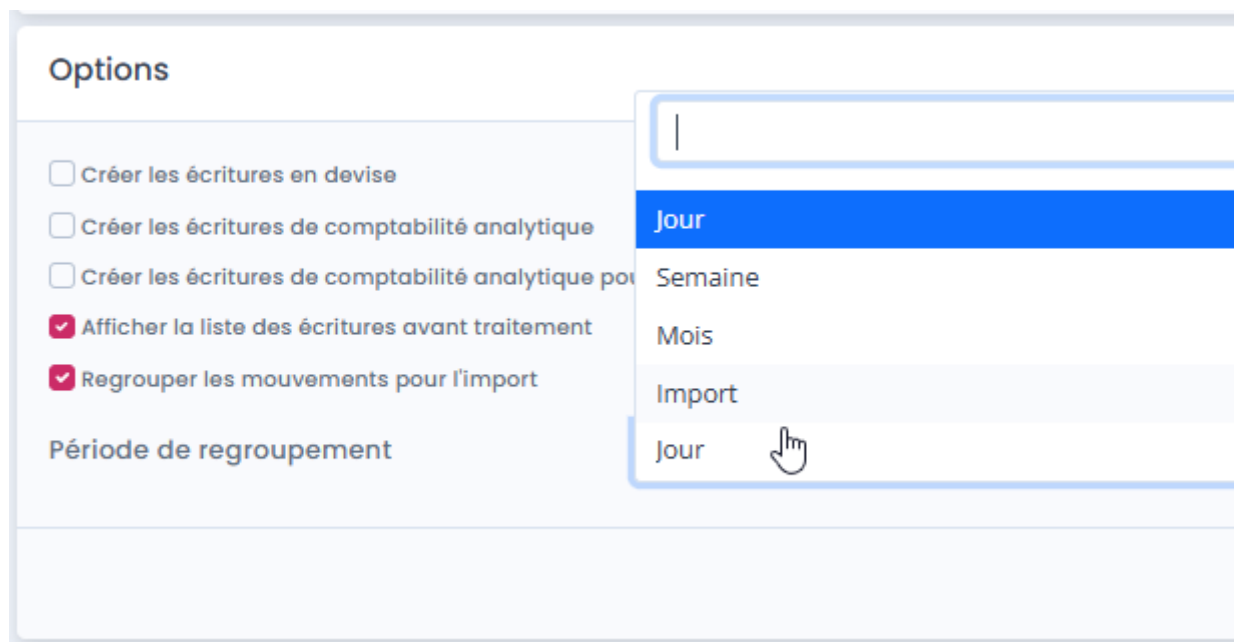 Options
Créer les écritures en devise
Créer les écritures de comptabilité analytique
Créer les écritures de comptabilité analytique
Afficher la liste des écritures avant traitement
Regrouper les mouvements pour l'import
Période de regroupement
Jour
Jour
Semaine
Mois
Import